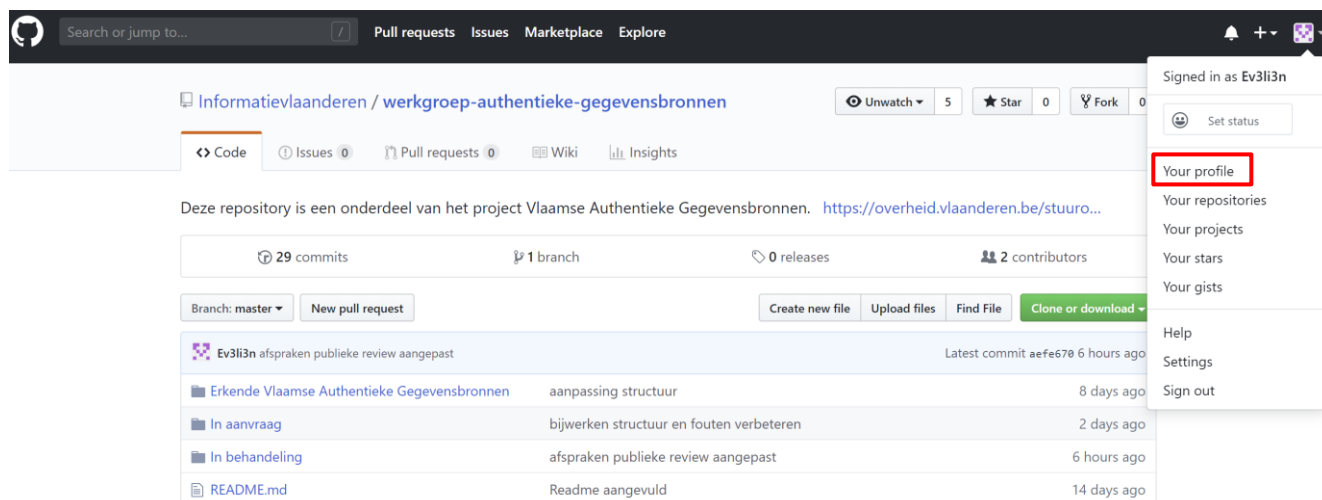 Search or jump to... / Pull requests Issues Marketplace Explore
Signed in as Ev3li3n
Set status
Your profile
Your repositories
Your projects
Your stars
Your gists
Help
Settings
Sign out
Informatievlaanderen / werkgroep-authentieke-gegevensbronnen
Unwatch 5 Star 0 Fork 0
Code Issues 0 Pull requests 0 Wiki Insights
Deze repository is een onderdeel van het project Vlaamse Authentieke Gegevensbronnen. https://overheid.vlaanderen.be/stuuro...
29 commits 1 branch 0 releases 2 contributors
Branch: master New pull request Create new file Upload files Find File Clone or download
Ev3li3n afspraken publieke review aangepast Latest commit aefe670 6 hours ago
Erkende Vlaamse Authentieke Gegevensbronnen aanpassing structuur 8 days ago
In aanvraag bijwerken structuur en fouten verbeteren 2 days ago
In behandeling afspraken publieke review aangepast 6 hours ago
README.md Readme aangevuld 14 days ago